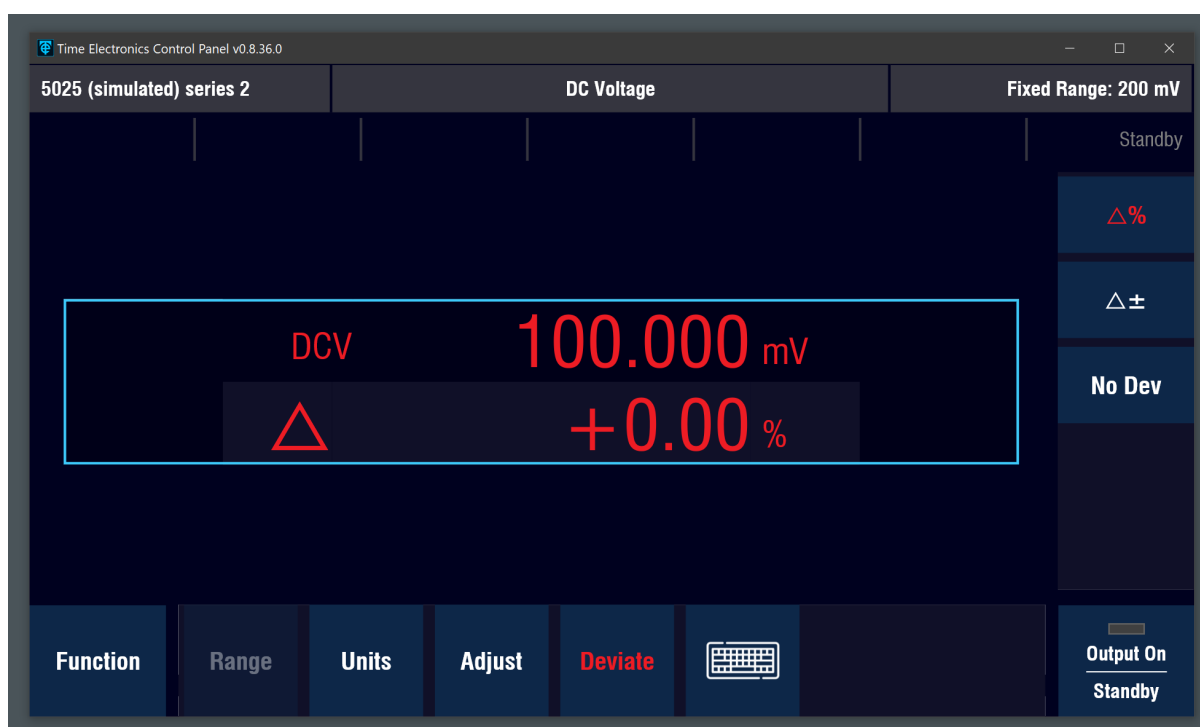 Time Electronics Control Panel v0.8.36.0
5025 (simulated) series 2
DC Voltage
Fixed Range: 200 mV
Standby
△%
△±
No Dev
DCV 100.000 mV
△ +0.00 %
Function
Range
Units
Adjust
Deviate
Output On
Standby